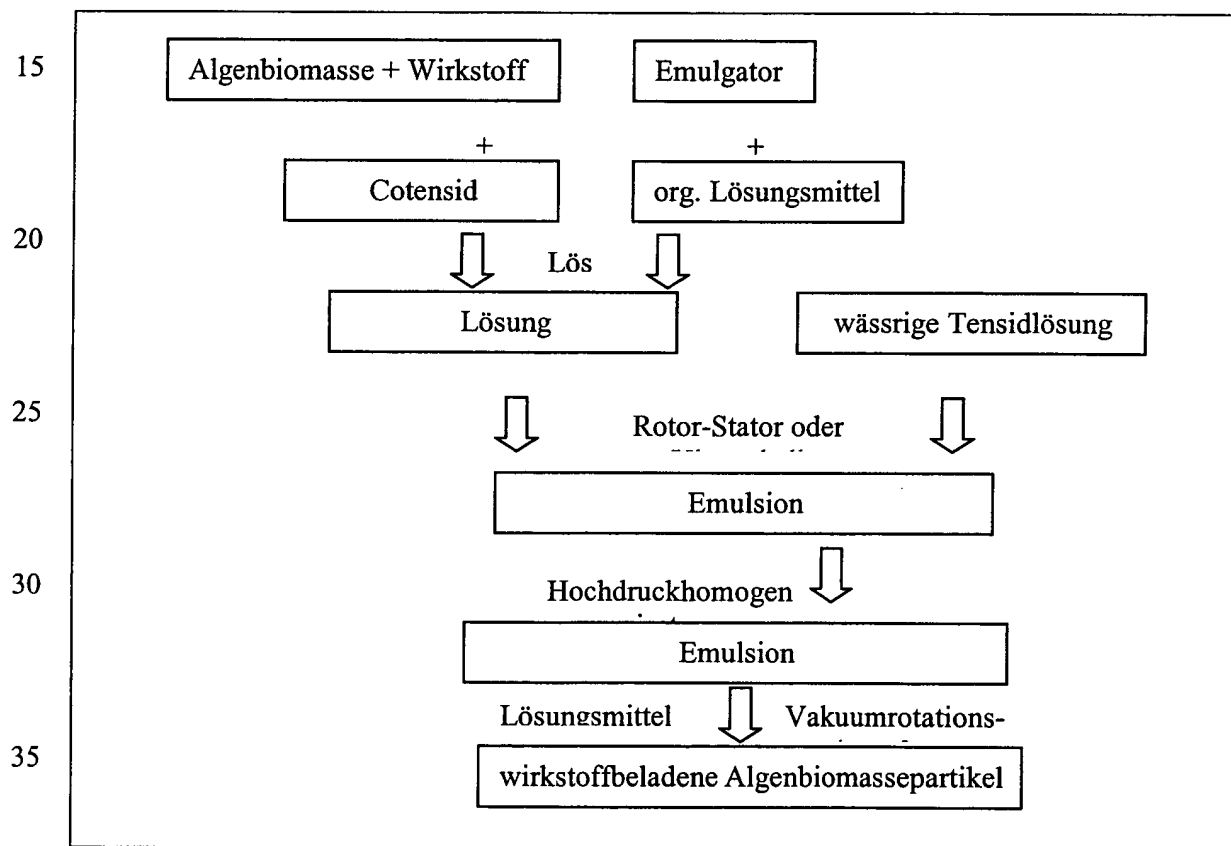 15 Algenbiomasse + Wirkstoff Emulgator
+ +
Cotensid org. Lösungsmittel
20
Lös
Lösung wässrige Tensidlösung
25
Rotor-Stator oder
Emulsion
30
Hochdruckhomogen
Emulsion
Lösungsmittel Vakuumrotations-
35
wirkstoffbeladene Algenbiomassepartikel